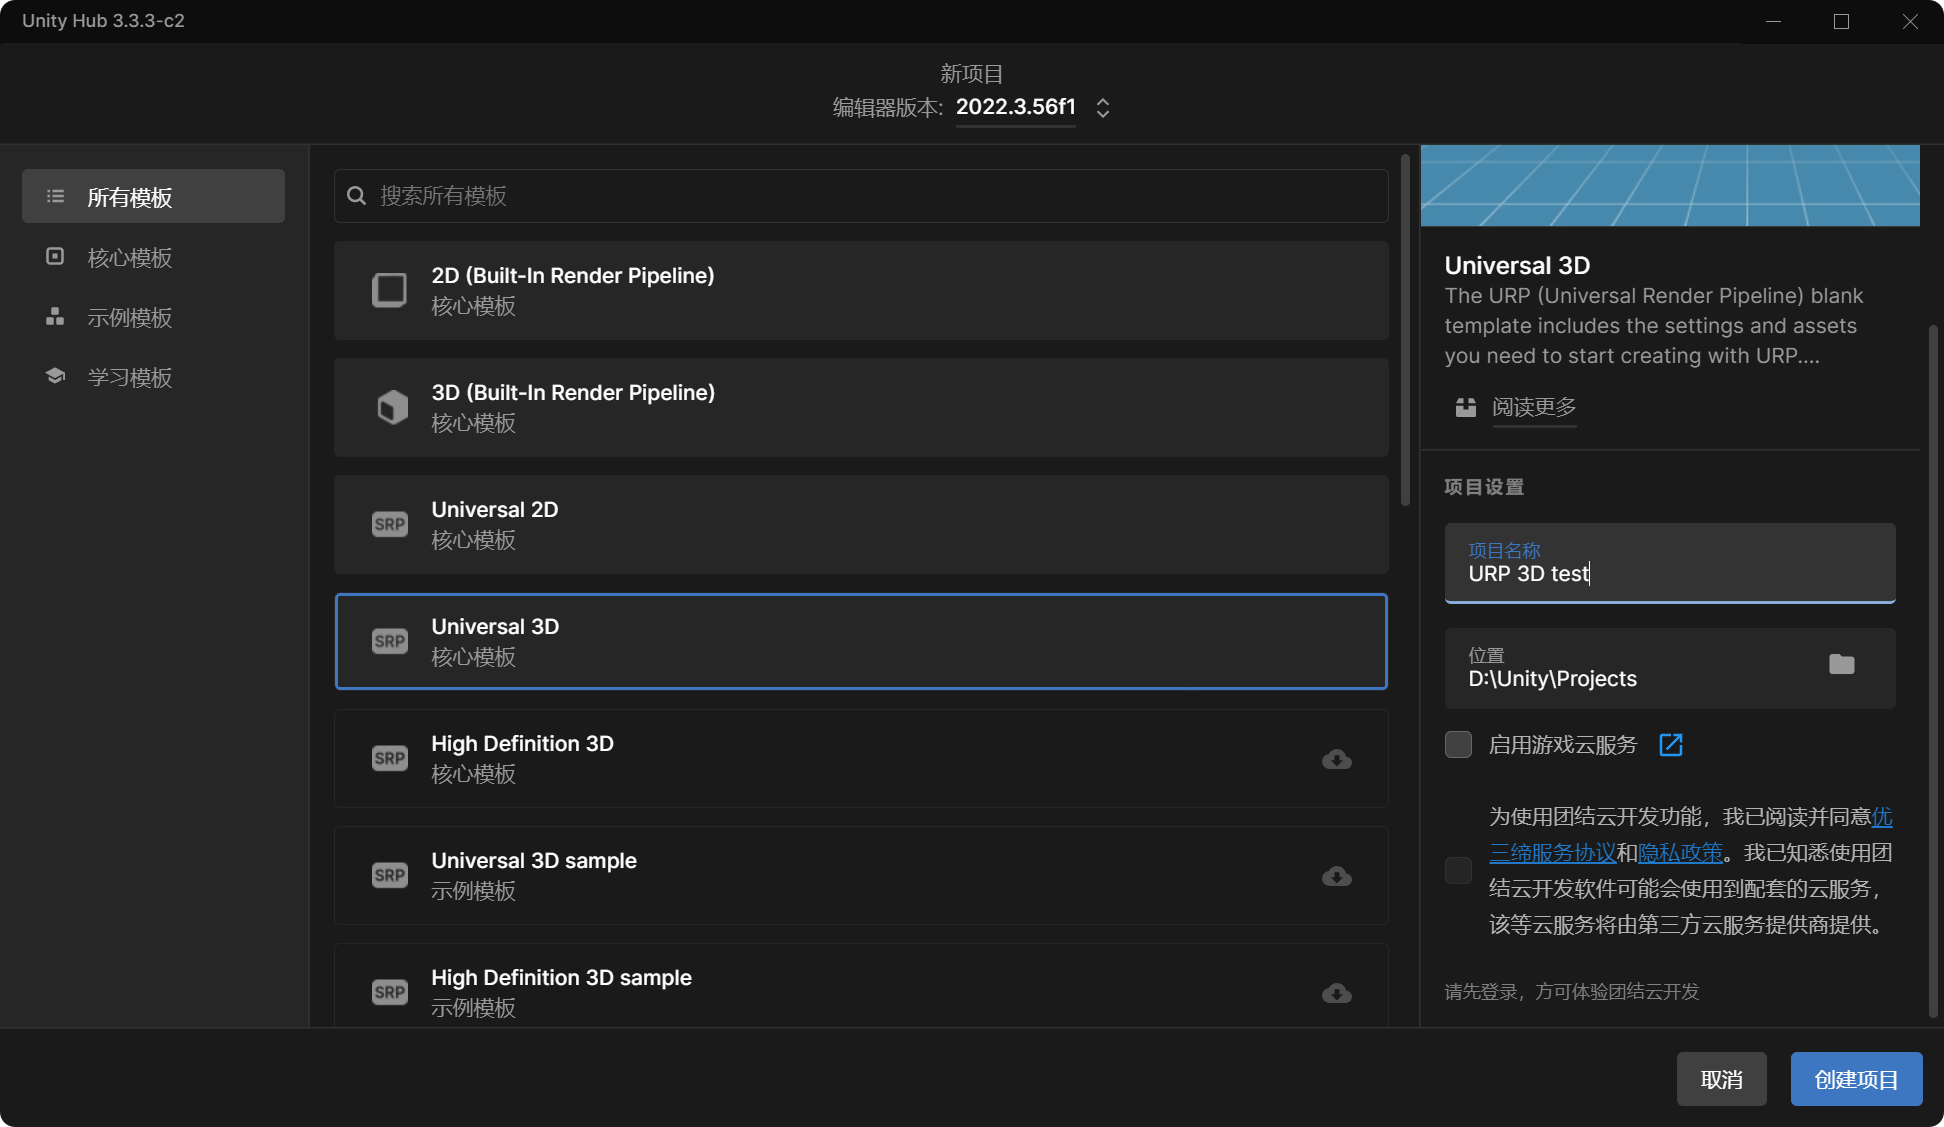 Unity Hub 3.3.3-c2
新项目
编辑器版本: 2022.3.56f1
所有模板
核心模板
示例模板
学习模板
搜索所有模板
2D (Built-In Render Pipeline)
核心模板
3D (Built-In Render Pipeline)
核心模板
SRP
Universal 2D
核心模板
SRP
Universal 3D
核心模板
SRP
High Definition 3D
核心模板
SRP
Universal 3D sample
示例模板
SRP
High Definition 3D sample
示例模板
Universal 3D
The URP (Universal Render Pipeline) blank
template includes the settings and assets
you need to start creating with URP....
阅读更多
项目设置
项目名称
URP 3D test
位置
D:\Unity\Projects
启用游戏云服务
为使用团结云开发功能，我已阅读并同意优
三缔服务协议和隐私政策。我已知悉使用团
结云开发软件可能会使用到配套的云服务，
该等云服务将由第三方云服务提供商提供。
请先登录，方可体验团结云开发
取消
创建项目